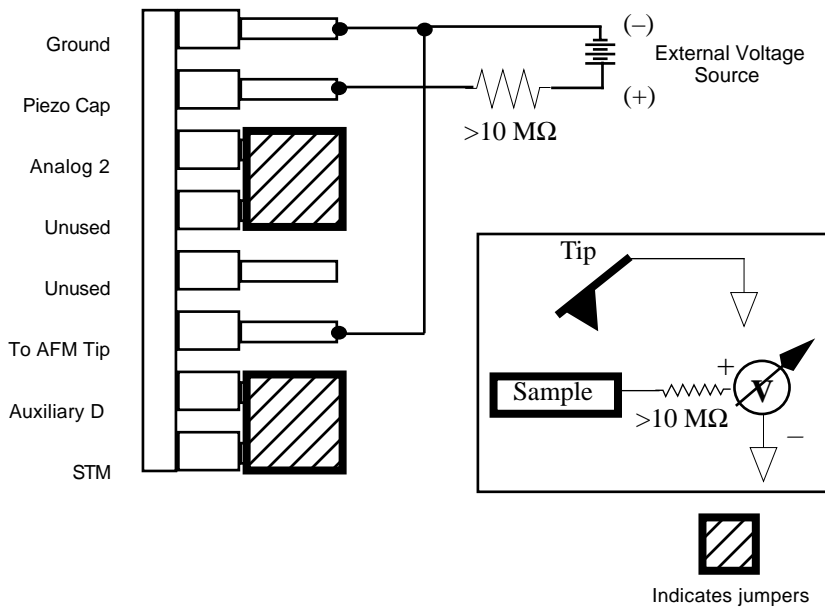 Ground
Piezo Cap
Analog 2
Unused
Unused
To AFM Tip
Auxiliary D
STM
(–)
External Voltage
Source
(+)
>10 MΩ
Tip
Sample
+
V
>10 MΩ
–
Indicates jumpers